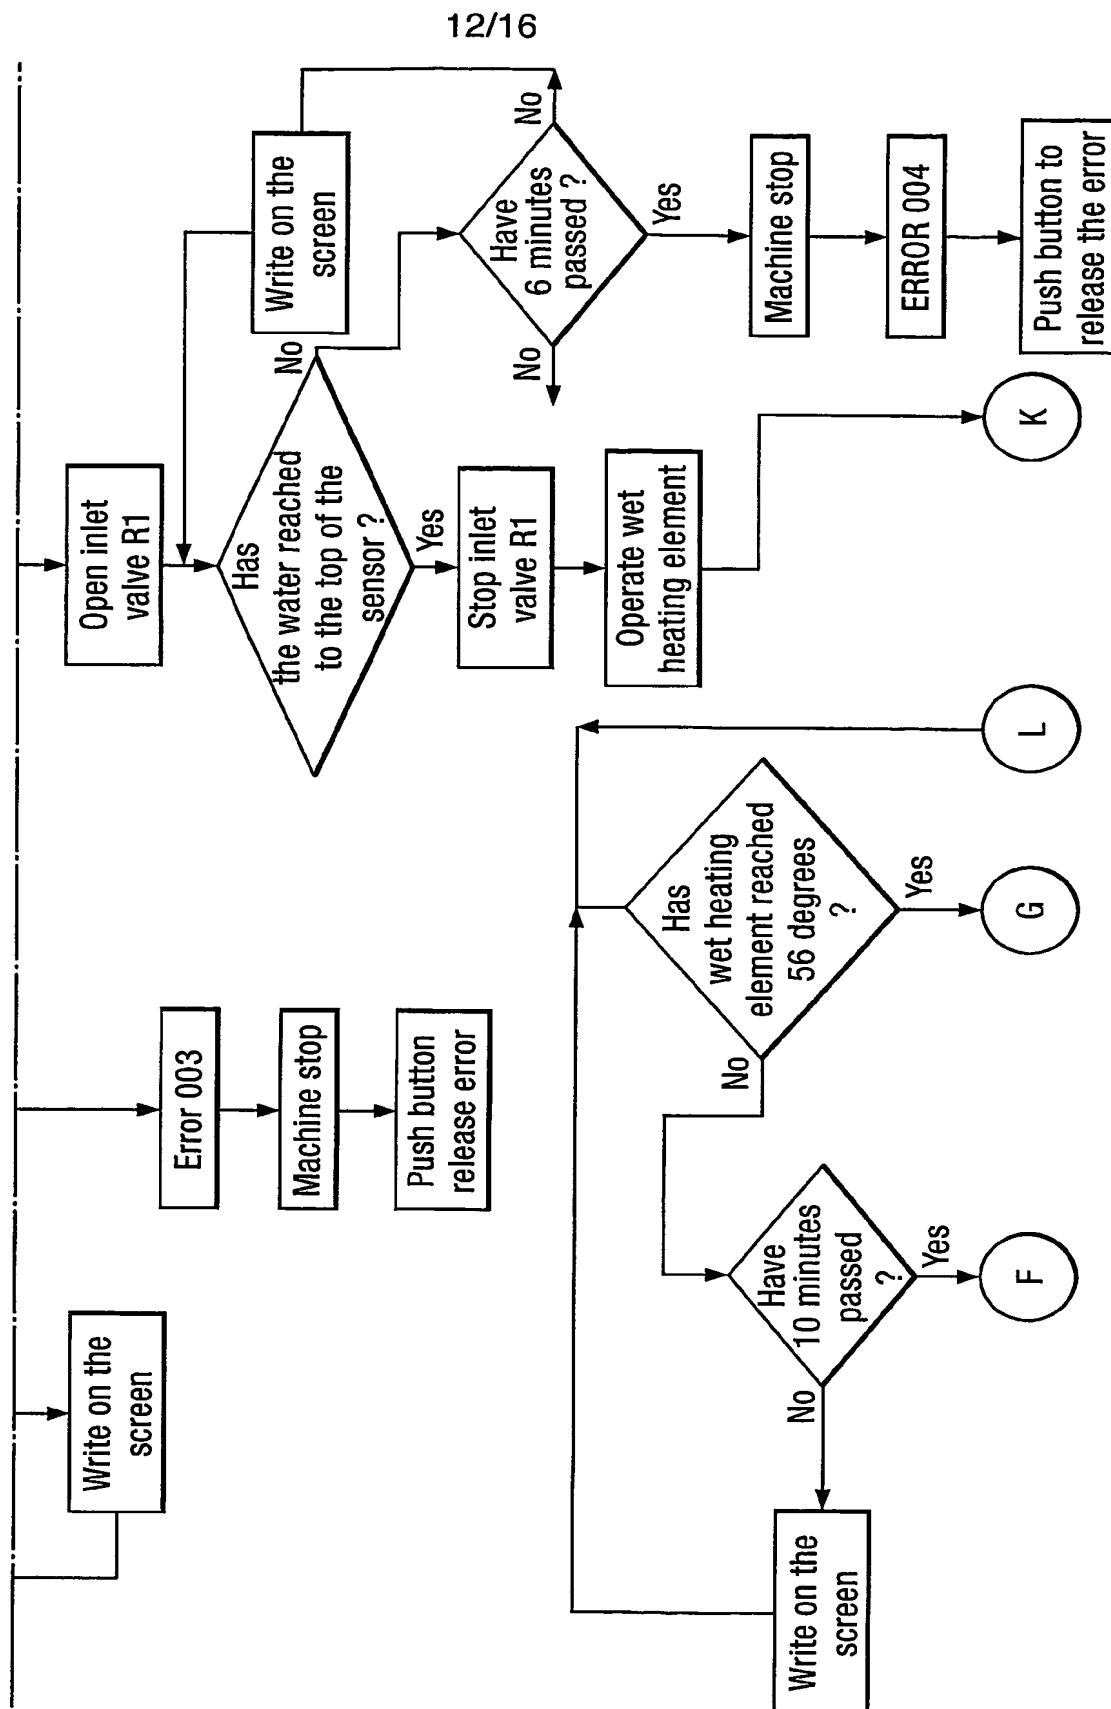 12/16
Open inlet
valve R1
Has
the water reached
to the top of the
sensor ?
No
Yes
Write on the
screen
Have
6 minutes
passed ?
No
No
Yes
Stop inlet
valve R1
Operate wet
heating element
K
Machine stop
ERROR 004
Push button to
release the error
Error 003
Machine stop
Push button
release error
Write on the
screen
L
Has
wet heating
element reached
56 degrees
?
Yes
G
No
Have
10 minutes
passed
?
Yes
F
No
Write on the
screen